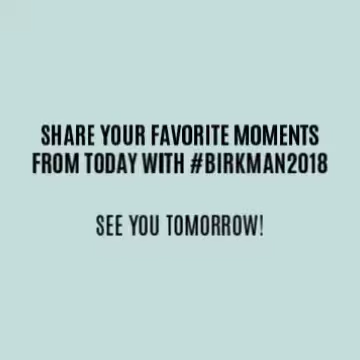 SHARE YOUR FAVORITE MOMENTS
FROM TODAY WITH #BIRKMAN2018
SEE YOU TOMORROW!